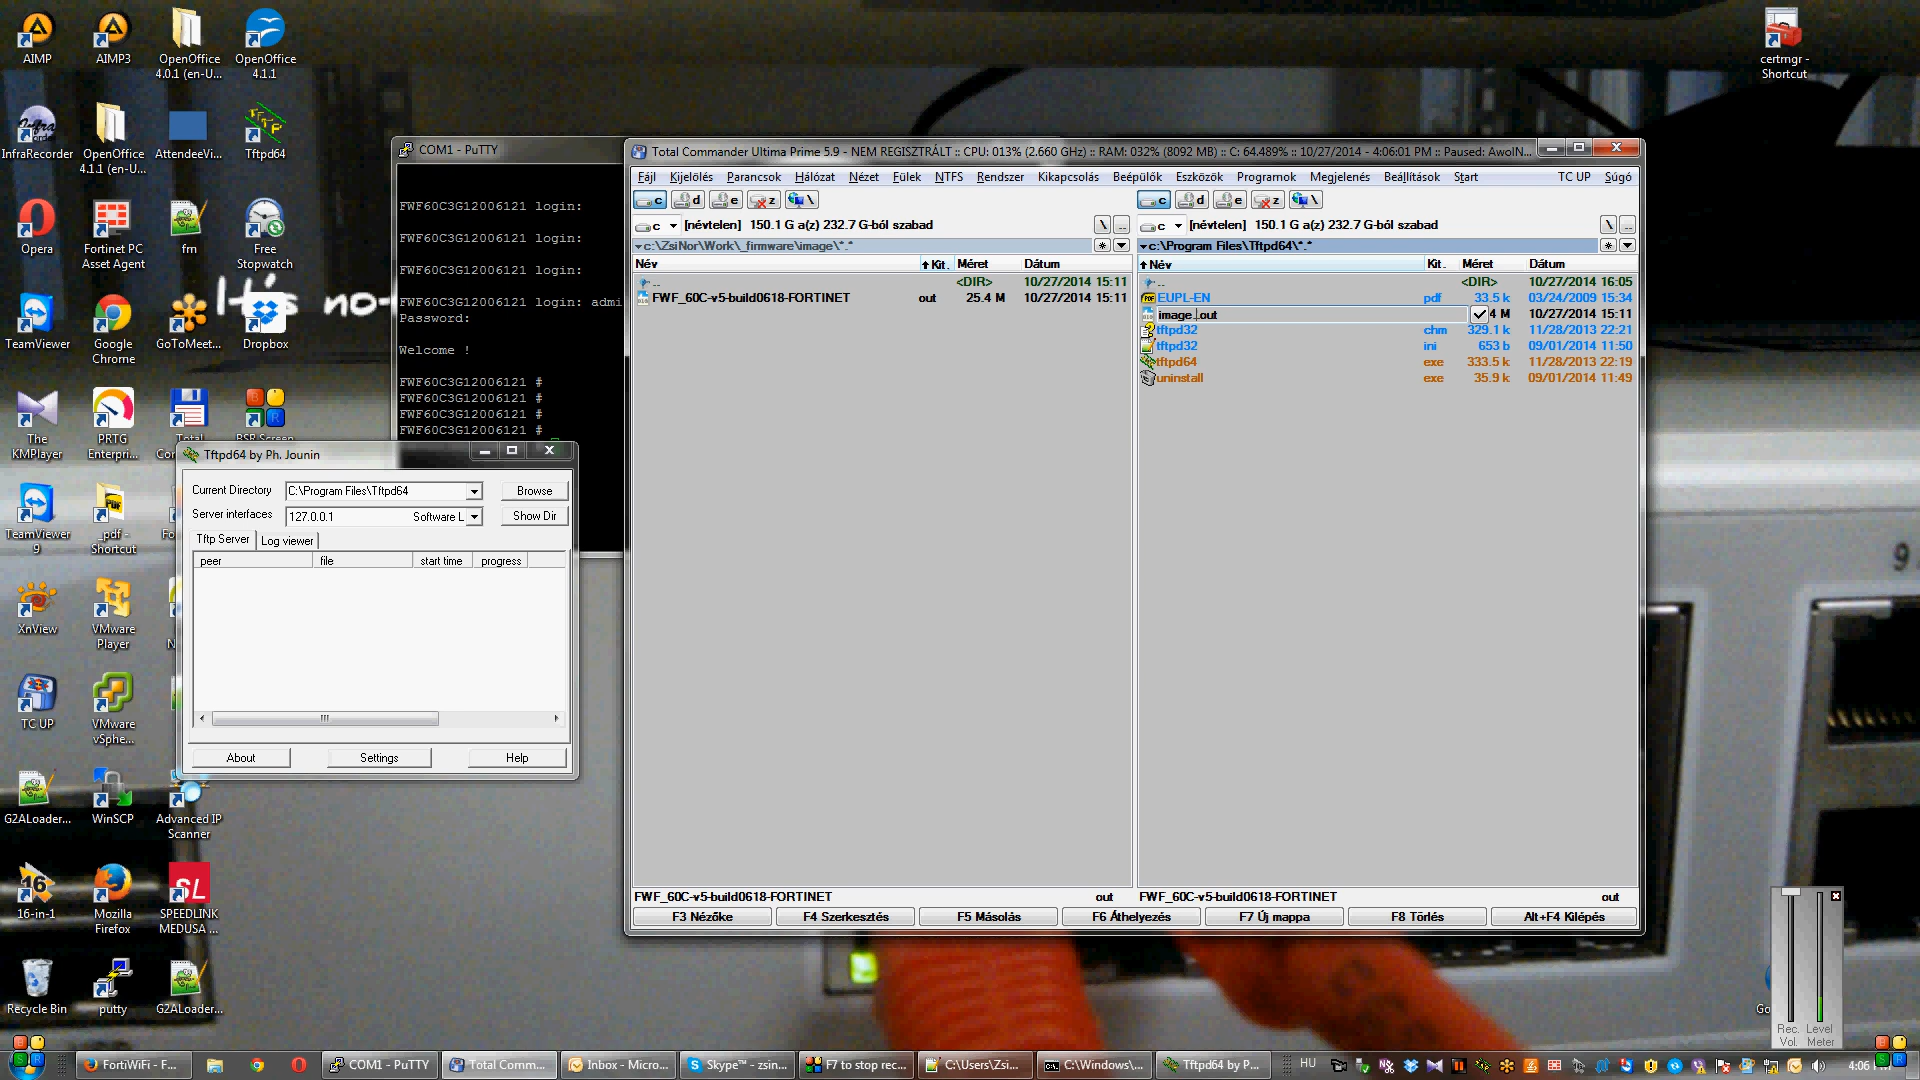 AIMP
AIMP3
OpenOffice 4.0.1 (en-U...
OpenOffice 4.1.1
certmgr - Shortcut
InfraRecorder
OpenOffice 4.1.1 (en-U...
AttendeeVi...
Tftpd64
Opera
Fortinet PC Asset Agent
Free Stopwatch
It's no
TeamViewer
Google Chrome
GoToMeet...
Dropbox
The KMPlayer
PRTG Enterpri...
TeamViewer 9
_pdf - Shortcut
XnView
VMware Player
TC UP
VMware vSphe...
G2ALoader...
WinSCP
Advanced IP Scanner
16-in-1
Mozilla Firefox
SPEEDLINK MEDUSA ...
Recycle Bin
putty
G2ALoader...
COM1 - PuTTY
FWF60C3G12006121 login:
FWF60C3G12006121 login:
FWF60C3G12006121 login:
FWF60C3G12006121 login: admi
Password:
Welcome !
FWF60C3G12006121 #
FWF60C3G12006121 #
FWF60C3G12006121 #
FWF60C3G12006121 #
Tftpd64 by Ph. Jounin
Current Directory C:\Program Files\Tftpd64 Browse
Server interfaces 127.0.0.1 Software L Show Dir
Tftp Server Log viewer
peer file start time progress
About Settings Help
Total Commander Ultima Prime 5.9 - NEM REGISZTRÁLT :: CPU: 013% (2.660 GHz) :: RAM: 032% (8092 MB) :: C: 64.489% :: 10/27/2014 - 4:06:01 PM :: Paused: AwolN...
Fájl Kijelölés Parancsok Hálózat Nézet Fülek NTFS Rendszer Kikapcsolás Beépülők Eszközök Programok Megjelenés Beállítások Start TC UP Súgó
c d e z \ c d e z \
c [névtelen] 150.1 G a(z) 232.7 G-ból szabad \ .. c [névtelen] 150.1 G a(z) 232.7 G-ból szabad \ ..
c:\ZsiNor\Work\_firmware\image\*.* * c:\Program Files\Tftpd64\*.* *
Név Kit. Méret Dátum
.. <DIR> 10/27/2014 15:11
FWF_60C-v5-build0618-FORTINET out 25.4 M 10/27/2014 15:11
Név Kit. Méret Dátum
.. <DIR> 10/27/2014 16:05
EUPL-EN pdf 33.5 k 03/24/2009 15:34
image_.out 4 M 10/27/2014 15:11
tftpd32 chm 329.1 k 11/28/2013 22:21
tftpd32 ini 653 b 09/01/2014 11:50
tftpd64 exe 333.5 k 11/28/2013 22:19
uninstall exe 35.9 k 09/01/2014 11:49
FWF_60C-v5-build0618-FORTINET out FWF_60C-v5-build0618-FORTINET out
F3 Nézőke F4 Szerkesztés F5 Másolás F6 Áthelyezés F7 Új mappa F8 Törlés Alt+F4 Kilépés
9
Rec. Vol.
Level Meter
FortiWiFi - F...
COM1 - PuTTY
Total Comm...
Inbox - Micro...
Skype™ - zsin...
F7 to stop rec...
C:\Users\Zsi...
C:\Windows\...
Tftpd64 by P...
HU
4:06